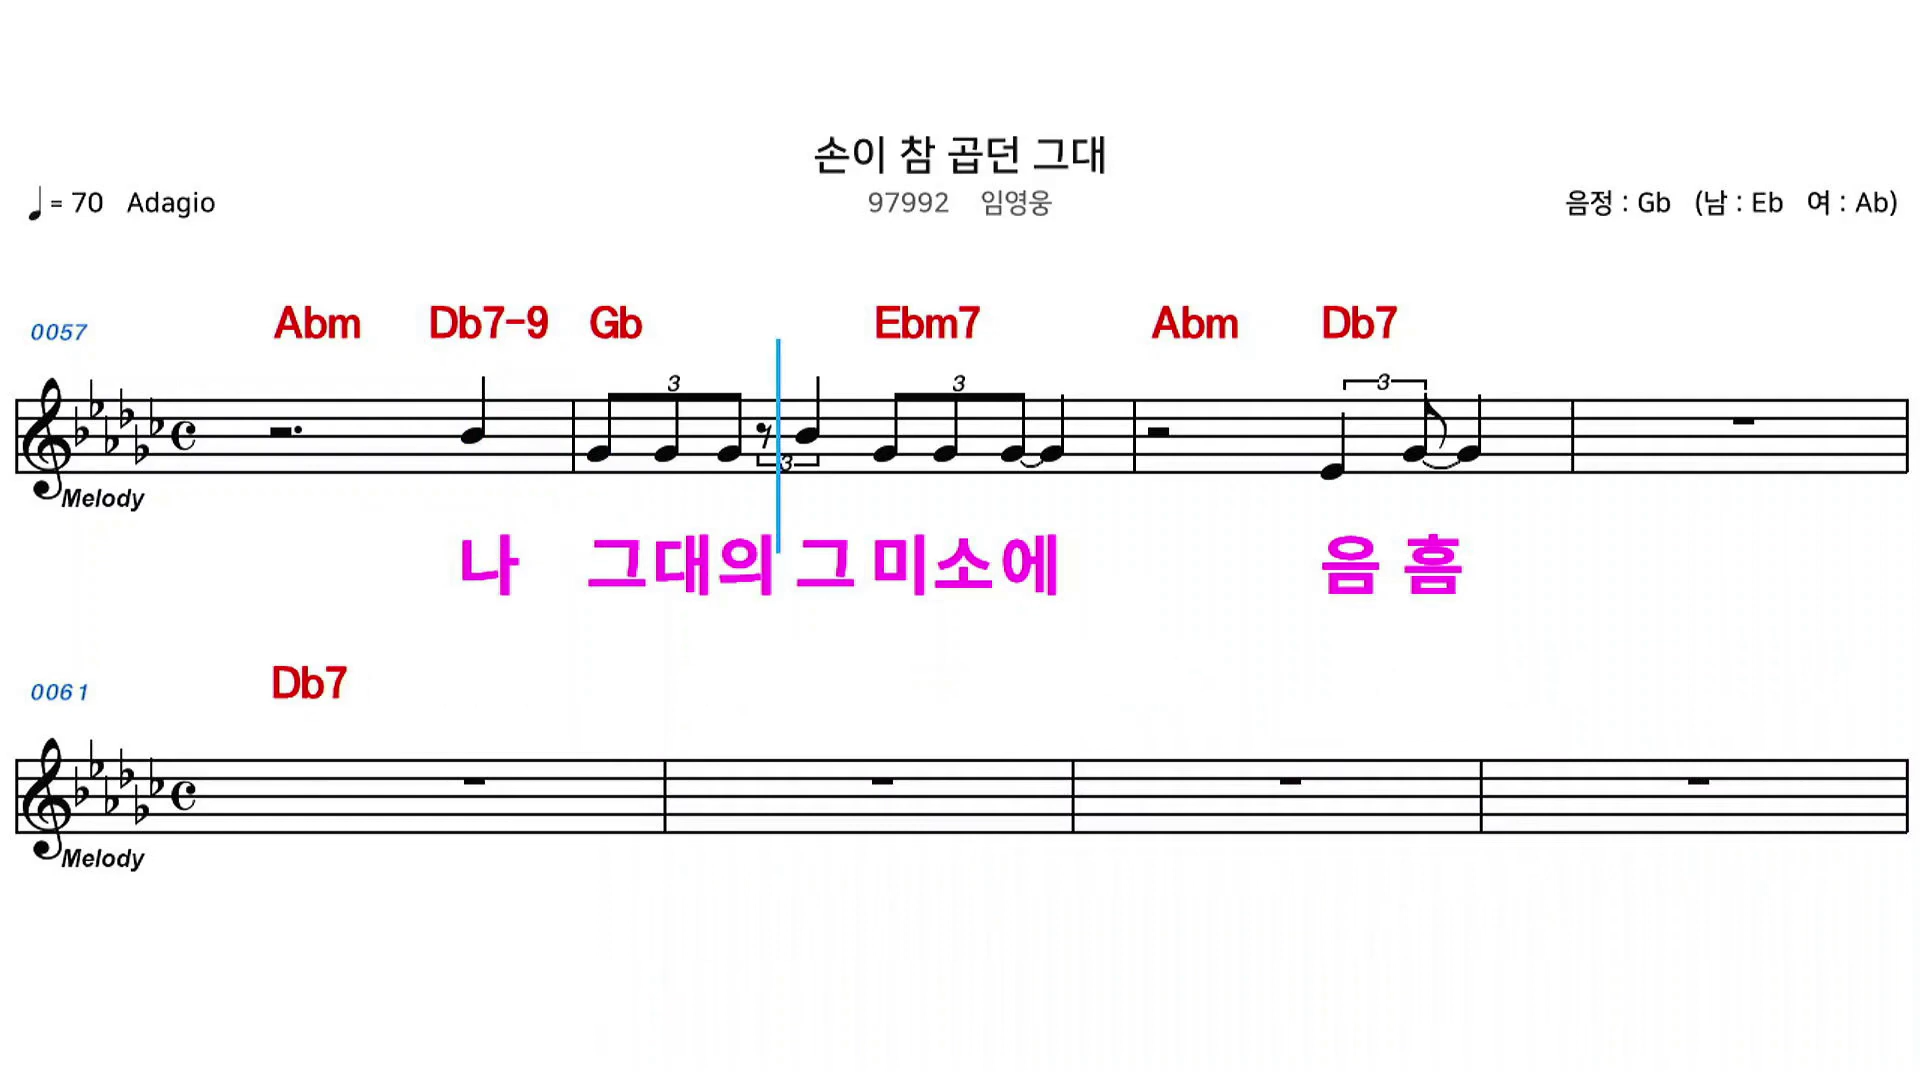 손이 참 곱던 그대
♩= 70 Adagio 97992 임영웅 음정 : Gb (남 : Eb 여 : Ab)
0057 Abm Db7-9 Gb Ebm7 Abm Db7
3 3 3
3
Melody
나 그대의 그 미소에 음 흠
0061 Db7
Melody